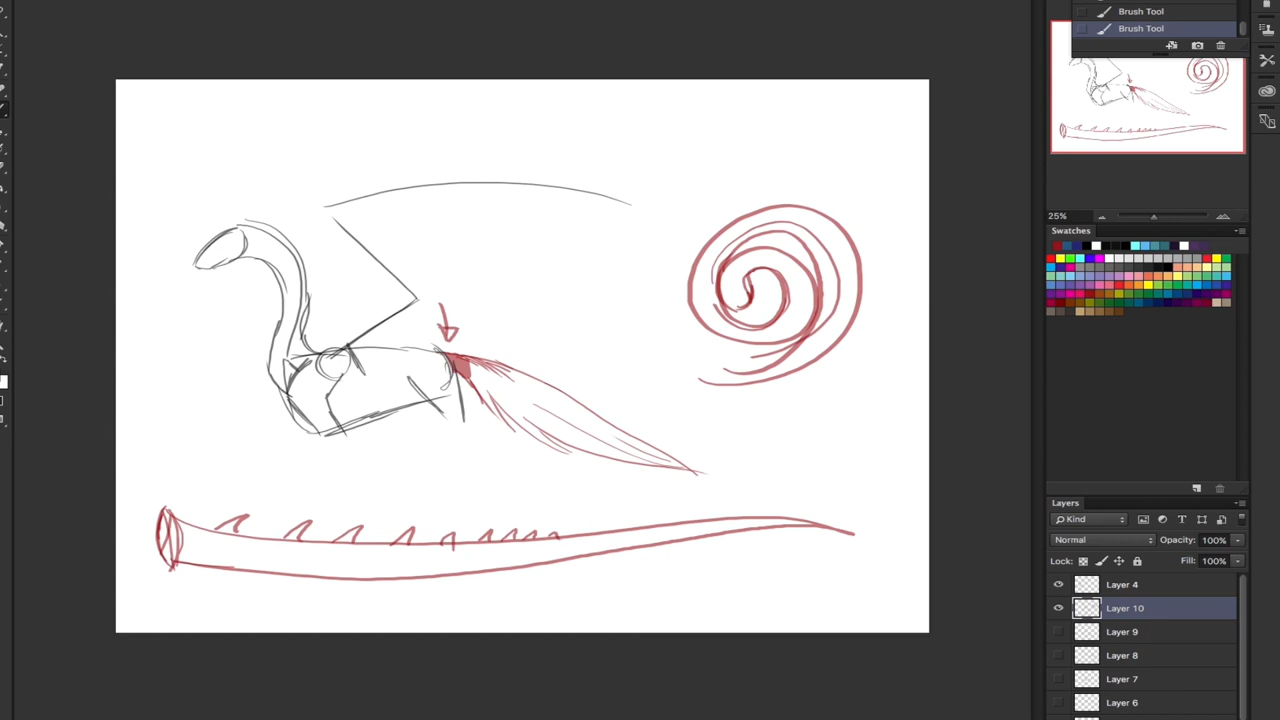 Brush Tool
Brush Tool
25%
Swatches
Layers
Kind
T
Normal
Opacity: 100%
Lock:
Fill: 100%
Layer 4
Layer 10
Layer 9
Layer 8
Layer 7
Layer 6